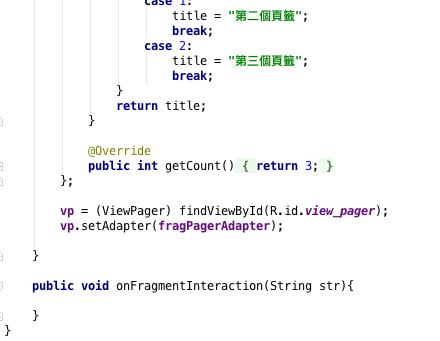 case 1:
title = "第二個頁籤";
break;
case 2:
title = "第三個頁籤";
break;
}
return title;
}
@Override
public int getCount() { return 3; }
};
vp = (ViewPager) findViewById(R.id.view_pager);
vp.setAdapter(fragPagerAdapter);
}
public void onFragmentInteraction(String str){
}
}